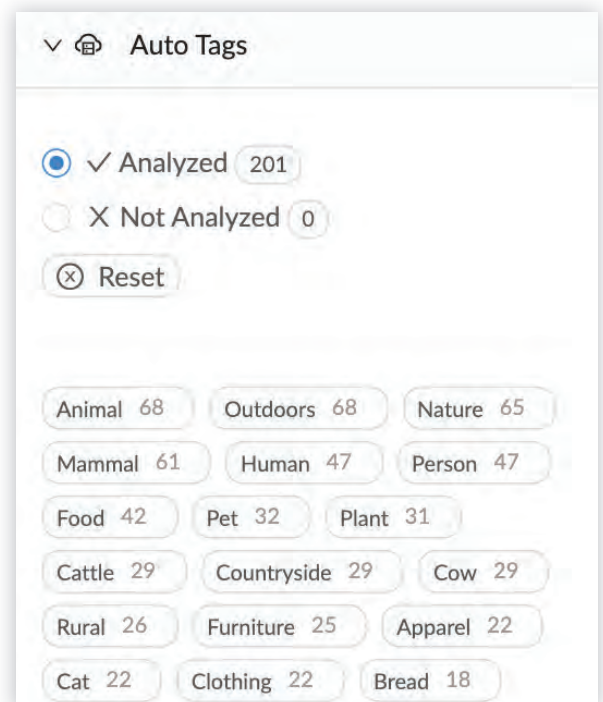 Auto Tags
Analyzed 201
Not Analyzed 0
Reset
Animal 68 Outdoors 68 Nature 65
Mammal 61 Human 47 Person 47
Food 42 Pet 32 Plant 31
Cattle 29 Countryside 29 Cow 29
Rural 26 Furniture 25 Apparel 22
Cat 22 Clothing 22 Bread 18